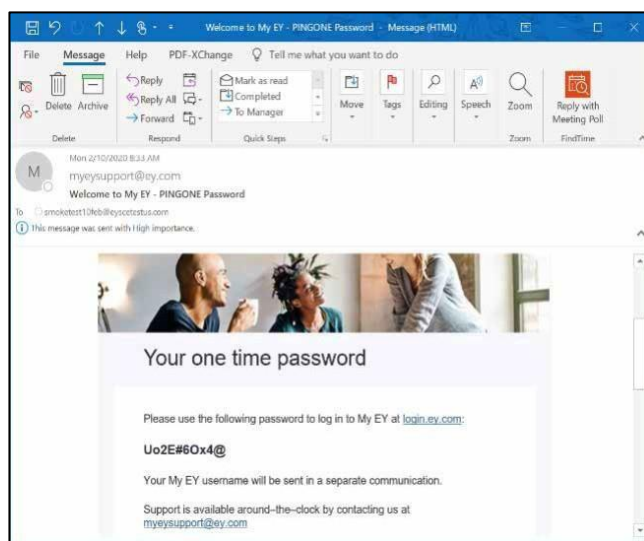 Welcome to My EY - PINGONE Password - Message (HTML)
File Message Help PDF-XChange Tell me what you want to do
Delete Archive
Reply
Reply All
Forward
Mark as read
Completed
To Manager
Move
Tags
Editing
Speech
Zoom
Reply with
Meeting Poll
Delete Respond Quick Steps Zoom FindTime
Mon 2/10/2020 8:33 AM
M
myeysupport@ey.com
Welcome to My EY - PINGONE Password
To smoketest10feb@eyscetestus.com
This message was sent with High importance.
Your one time password
Please use the following password to log in to My EY at login.ey.com:
Uo2E#6Ox4@
Your My EY username will be sent in a separate communication.
Support is available around–the–clock by contacting us at
myeysupport@ey.com